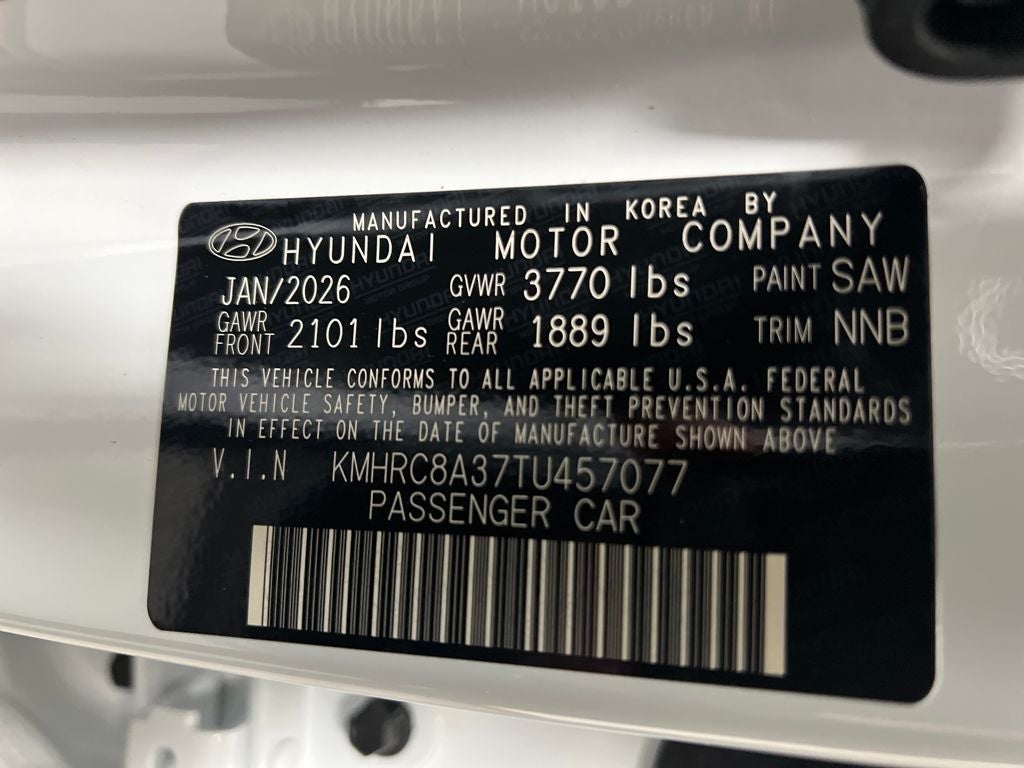 MANUFACTURED IN KOREA BY
HYUNDAI MOTOR COMPANY
JAN/2026 GVWR 3770 lbs PAINT SAW
GAWR FRONT 2101 lbs GAWR REAR 1889 lbs TRIM NNB
THIS VEHICLE CONFORMS TO ALL APPLICABLE U.S.A. FEDERAL
MOTOR VEHICLE SAFETY, BUMPER, AND THEFT PREVENTION STANDARDS
IN EFFECT ON THE DATE OF MANUFACTURE SHOWN ABOVE
V.I.N KMHRC8A37TU457077
PASSENGER CAR